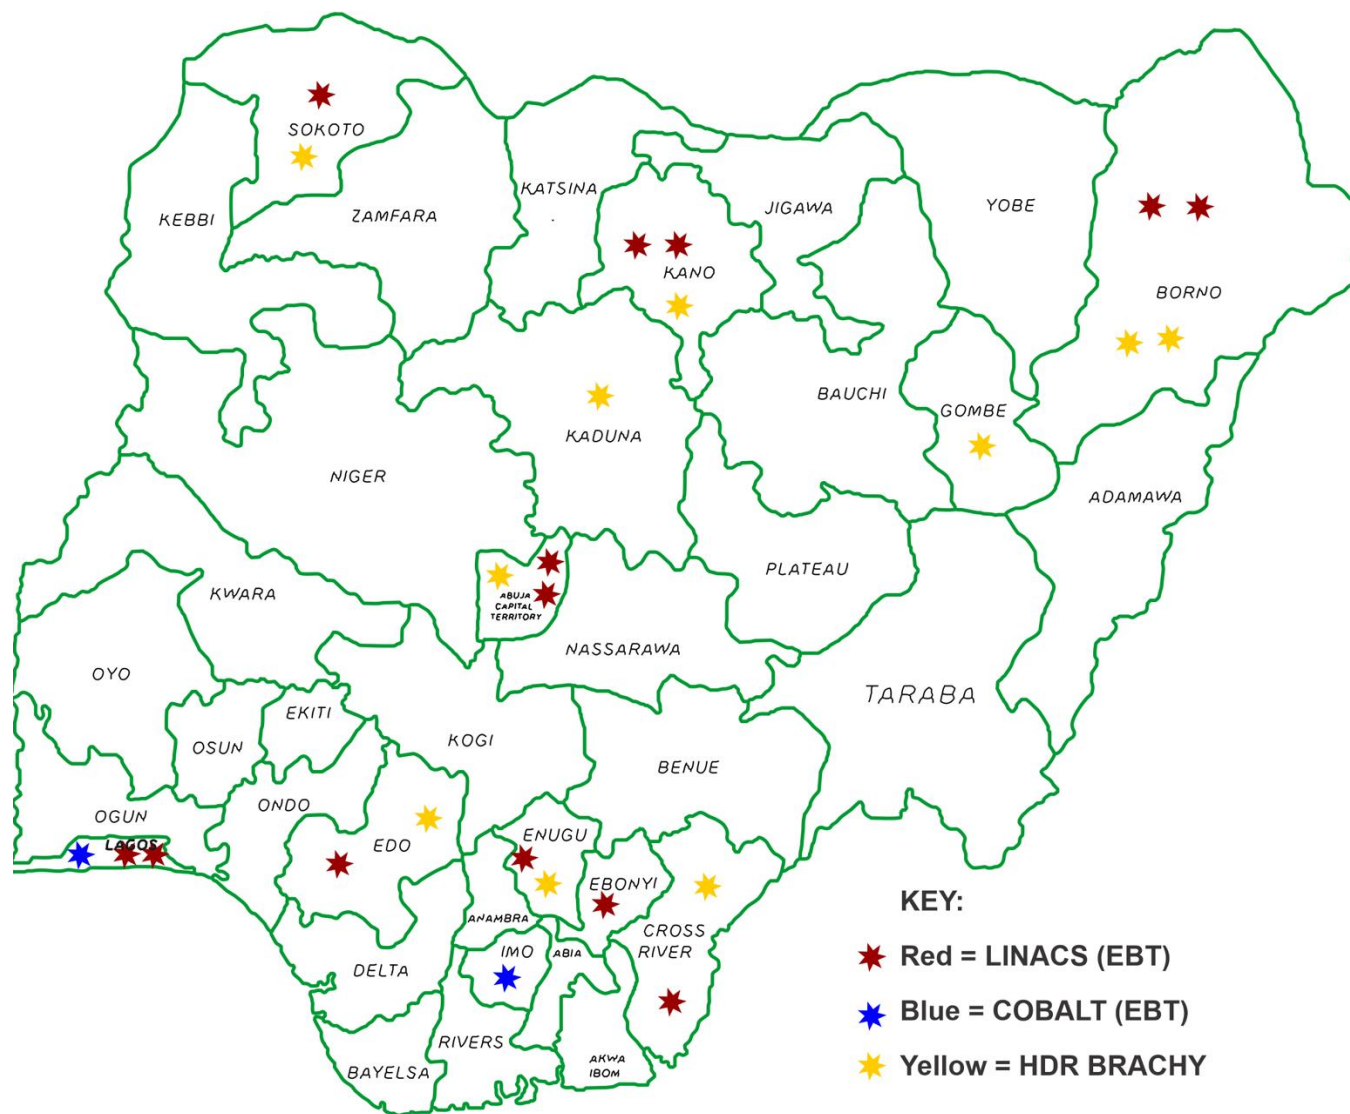 SOKOTO
KATSINA
KEBBI
ZAMFARA
JIGAWA
YOBE
KANO
BORNO
BAUCHI
GOMBE
KADUNA
NIGER
ADAMAWA
PLATEAU
ABUJA
CAPITAL
TERRITORY
KWARA
NASSARAWA
OYO
TARABA
EKITI
OSUN
KOGI
BENUE
OGUN
ONDO
LAGOS
EDO
ENUGU
EBONYI
ANAMBRA
CROSS
RIVER
IMO
ABIA
DELTA
RIVERS
BAYELSA
AKWA
IBOM
KEY:
Red = LINACS (EBT)
Blue = COBALT (EBT)
Yellow = HDR BRACHY